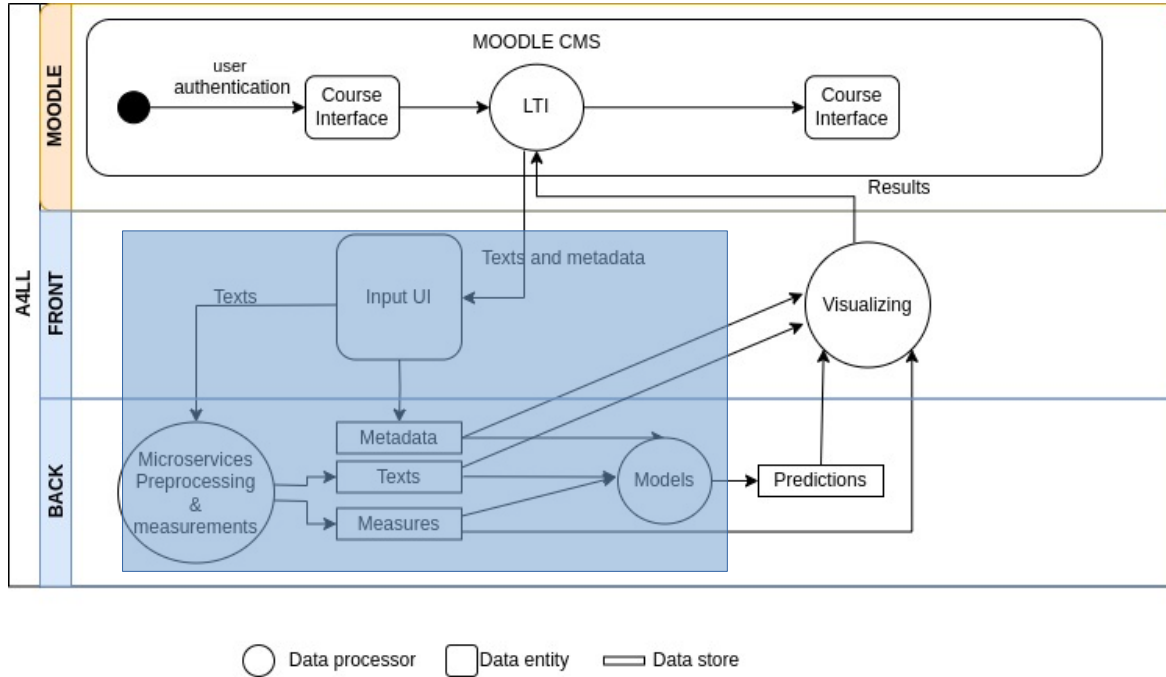 A4LL
MOODLE
MOODLE CMS
user
authentication
Course
Interface
LTI
Course
Interface
Results
FRONT
Texts and metadata
Texts
Input UI
Visualizing
BACK
Microservices
Preprocessing
&
measurements
Metadata
Texts
Measures
Models
Predictions
Data processor
Data entity
Data store